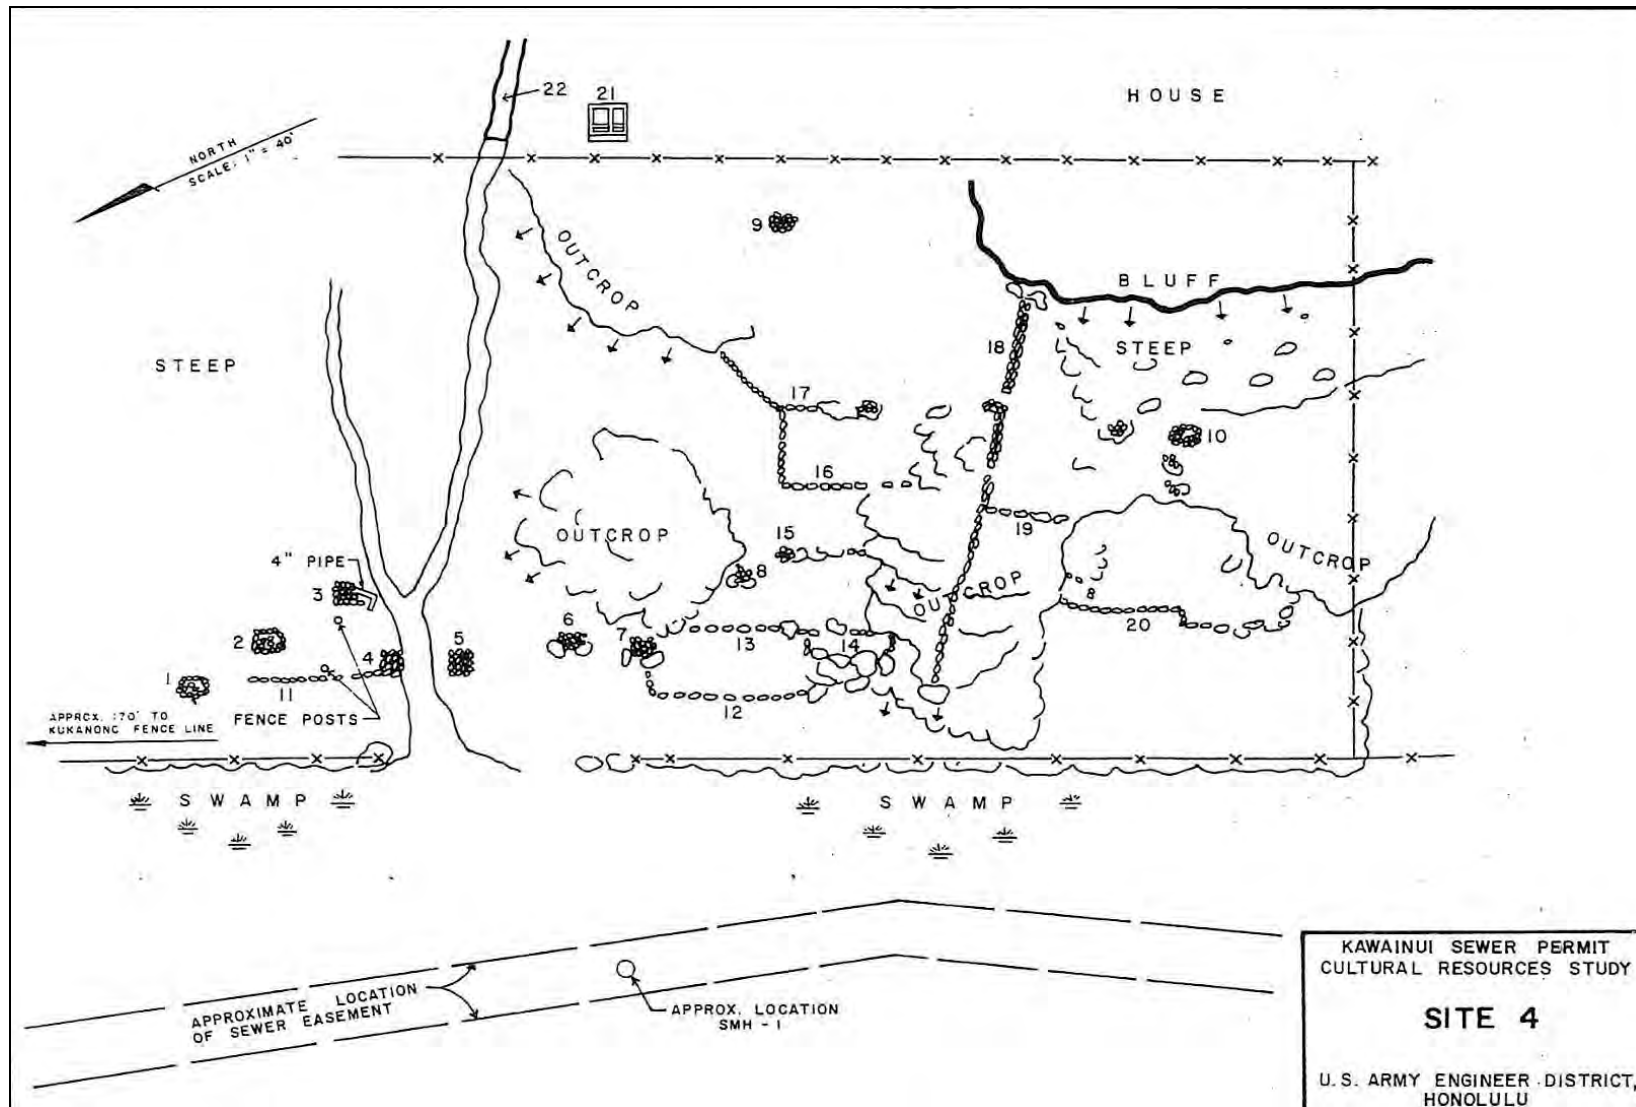 22
21
HOUSE
NORTH
SCALE: 1" = 40'
9
OUTCROP
BLUFF
18
STEEP
STEEP
17
10
16
OUTCROP
15
19
OUTCROP
4" PIPE
3
8
OUTCROP
8
20
6
7
13
14
2
5
4
1
11
12
FENCE POSTS
APPRCX. 170' TO
KUKANONO FENCE LINE
SWAMP
SWAMP
APPROXIMATE LOCATION
OF SEWER EASEMENT
APPROX. LOCATION
SMH - 1
KAWAINUI SEWER PERMIT
CULTURAL RESOURCES STUDY
SITE 4
U.S. ARMY ENGINEER DISTRICT,
HONOLULU